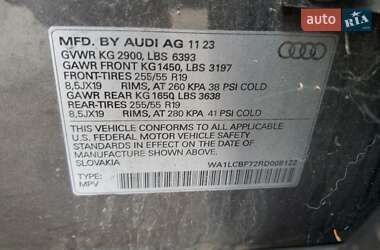 auto RIA
MFD. BY AUDI AG 11 23
GVWR KG 2900, LBS 6393
GAWR FRONT KG1450, LBS 3197
FRONT-TIRES 255/55 R19
8,5JX19 RIMS, AT 260 KPA 38 PSI COLD
GAWR REAR KG1650, LBS 3638
REAR-TIRES 255/55 R19
8,5JX19 RIMS, AT 280 KPA 41 PSI COLD
THIS VEHICLE CONFORMS TO ALL APPLICABLE
U.S. FEDERAL MOTOR VEHICLE SAFETY
STANDARDS IN EFFECT ON THE DATE OF
MANUFACTURE SHOWN ABOVE.
SLOVAKIA WA1LCBF72RD008122
TYPE:
MPV